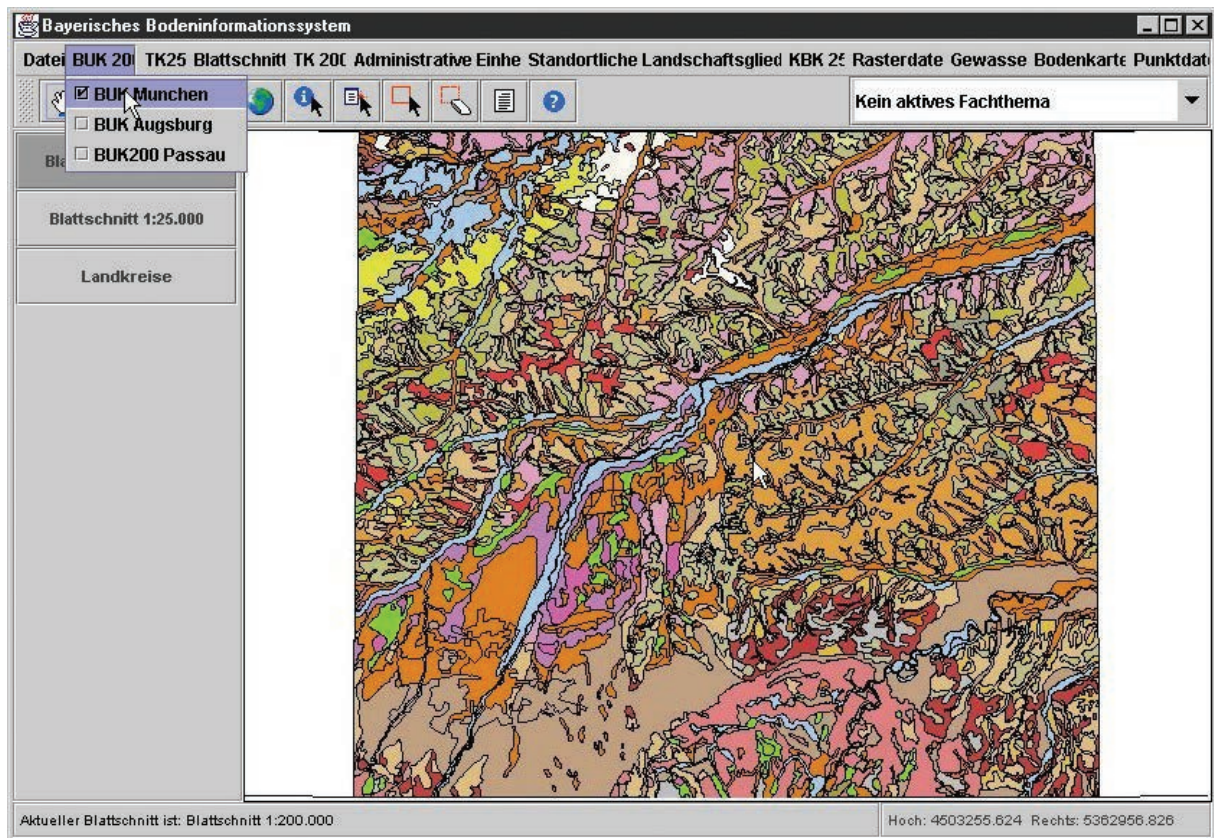 Bayerisches Bodeninformationssystem
Datei BUK 20 TK25 Blattschnitt TK 200 Administrative Einhe Standortliche Landschaftsglied KBK 25 Rasterdate Gewasse Bodenkarte Punktdat
BUK Munchen
BUK Augsburg
BUK200 Passau
Kein aktives Fachthema
Blattschnitt 1:25.000
Landkreise
Aktueller Blattschnitt ist: Blattschnitt 1:200.000
Hoch: 4503255.624 Rechts: 5362956.826